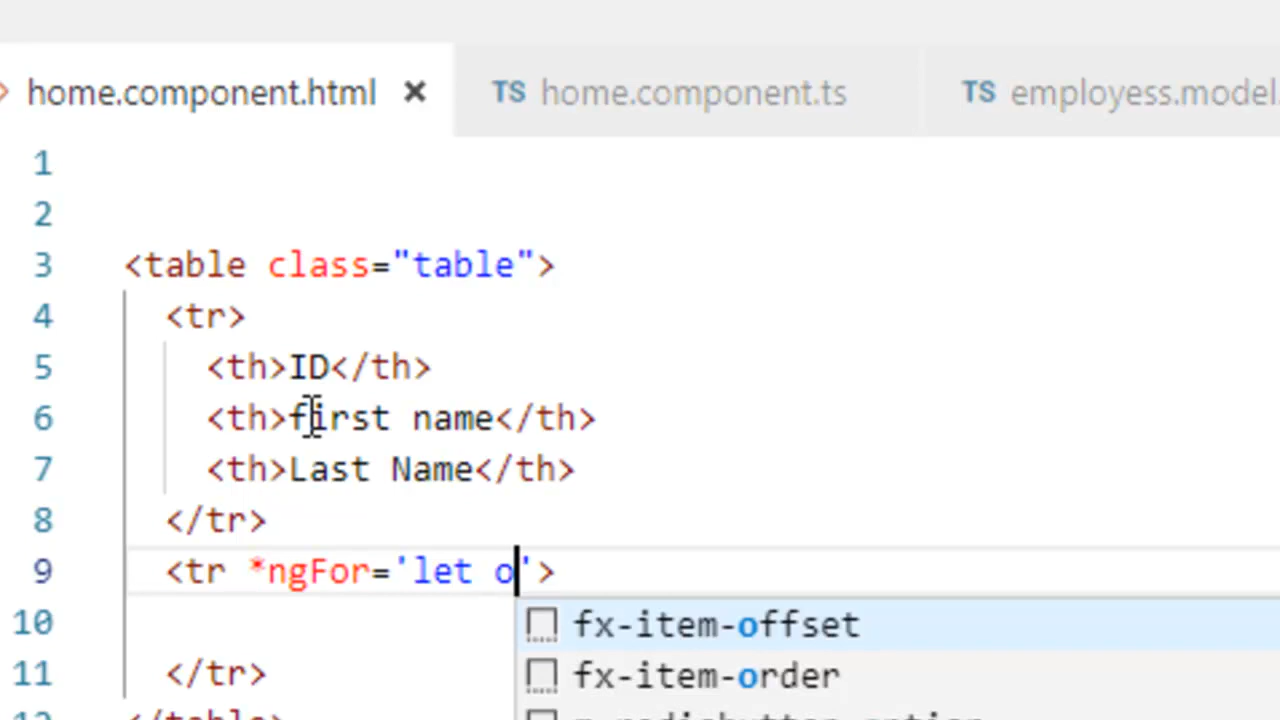 home.component.html × TS home.component.ts TS employess.model.
1
2
3 <table class="table">
4 <tr>
5 <th>ID</th>
6 <th>first name</th>
7 <th>Last Name</th>
8 </tr>
9 <tr *ngFor='let o'>
10 fx-item-offset
11 </tr> fx-item-order